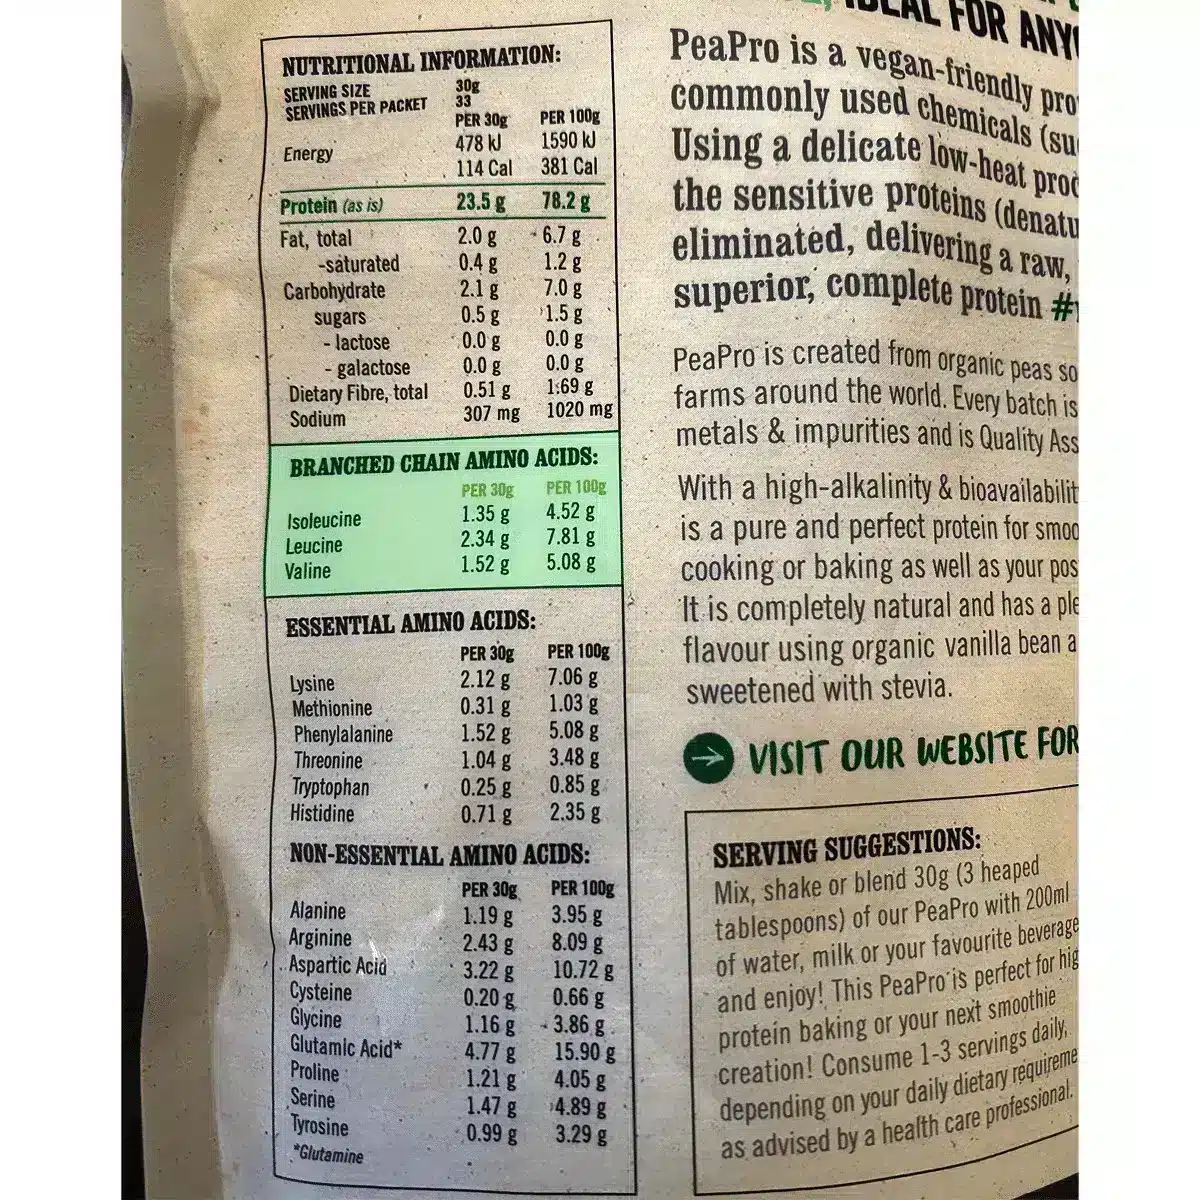 NUTRITIONAL INFORMATION:
SERVING SIZE 30g
SERVINGS PER PACKET 33
PER 30g PER 100g
Energy 478 kJ 1590 kJ
114 Cal 381 Cal
Protein (as is) 23.5 g 78.2 g
Fat, total 2.0 g 6.7 g
-saturated 0.4 g 1.2 g
Carbohydrate 2.1 g 7.0 g
sugars 0.5 g 1.5 g
- lactose 0.0 g 0.0 g
- galactose 0.0 g 0.0 g
Dietary Fibre, total 0.51 g 1.69 g
Sodium 307 mg 1020 mg
BRANCHED CHAIN AMINO ACIDS:
PER 30g PER 100g
Isoleucine 1.35 g 4.52 g
Leucine 2.34 g 7.81 g
Valine 1.52 g 5.08 g
ESSENTIAL AMINO ACIDS:
PER 30g PER 100g
Lysine 2.12 g 7.06 g
Methionine 0.31 g 1.03 g
Phenylalanine 1.52 g 5.08 g
Threonine 1.04 g 3.48 g
Tryptophan 0.25 g 0.85 g
Histidine 0.71 g 2.35 g
NON-ESSENTIAL AMINO ACIDS:
PER 30g PER 100g
Alanine 1.19 g 3.95 g
Arginine 2.43 g 8.09 g
Aspartic Acid 3.22 g 10.72 g
Cysteine 0.20 g 0.66 g
Glycine 1.16 g 3.86 g
Glutamic Acid* 4.77 g 15.90 g
Proline 1.21 g 4.05 g
Serine 1.47 g 4.89 g
Tyrosine 0.99 g 3.29 g
*Glutamine
FOR
PeaPro is a vegan-friendly
commonly used chemicals
Using a delicate low-heat
the sensitive proteins
eliminated, delivering a raw,
superior, complete protein
PeaPro is created from organic peas
farms around the world. Every batch is
metals & impurities and is Quality
With a high-alkalinity &
is a pure and perfect protein for
cooking or baking as well as your
It is completely natural and has a
flavour using organic vanilla bean
sweetened with stevia.
VISIT OUR WEBSITE FOR
SERVING SUGGESTIONS:
Mix, shake or blend 30g (3 heaped
tablespoons) of our PeaPro with 200ml
of water, milk or your favourite beverage
and enjoy! This PeaPro is perfect for
protein baking or your next smoothie
creation! Consume 1-3 servings daily,
depending on your daily dietary
as advised by a health care professional.